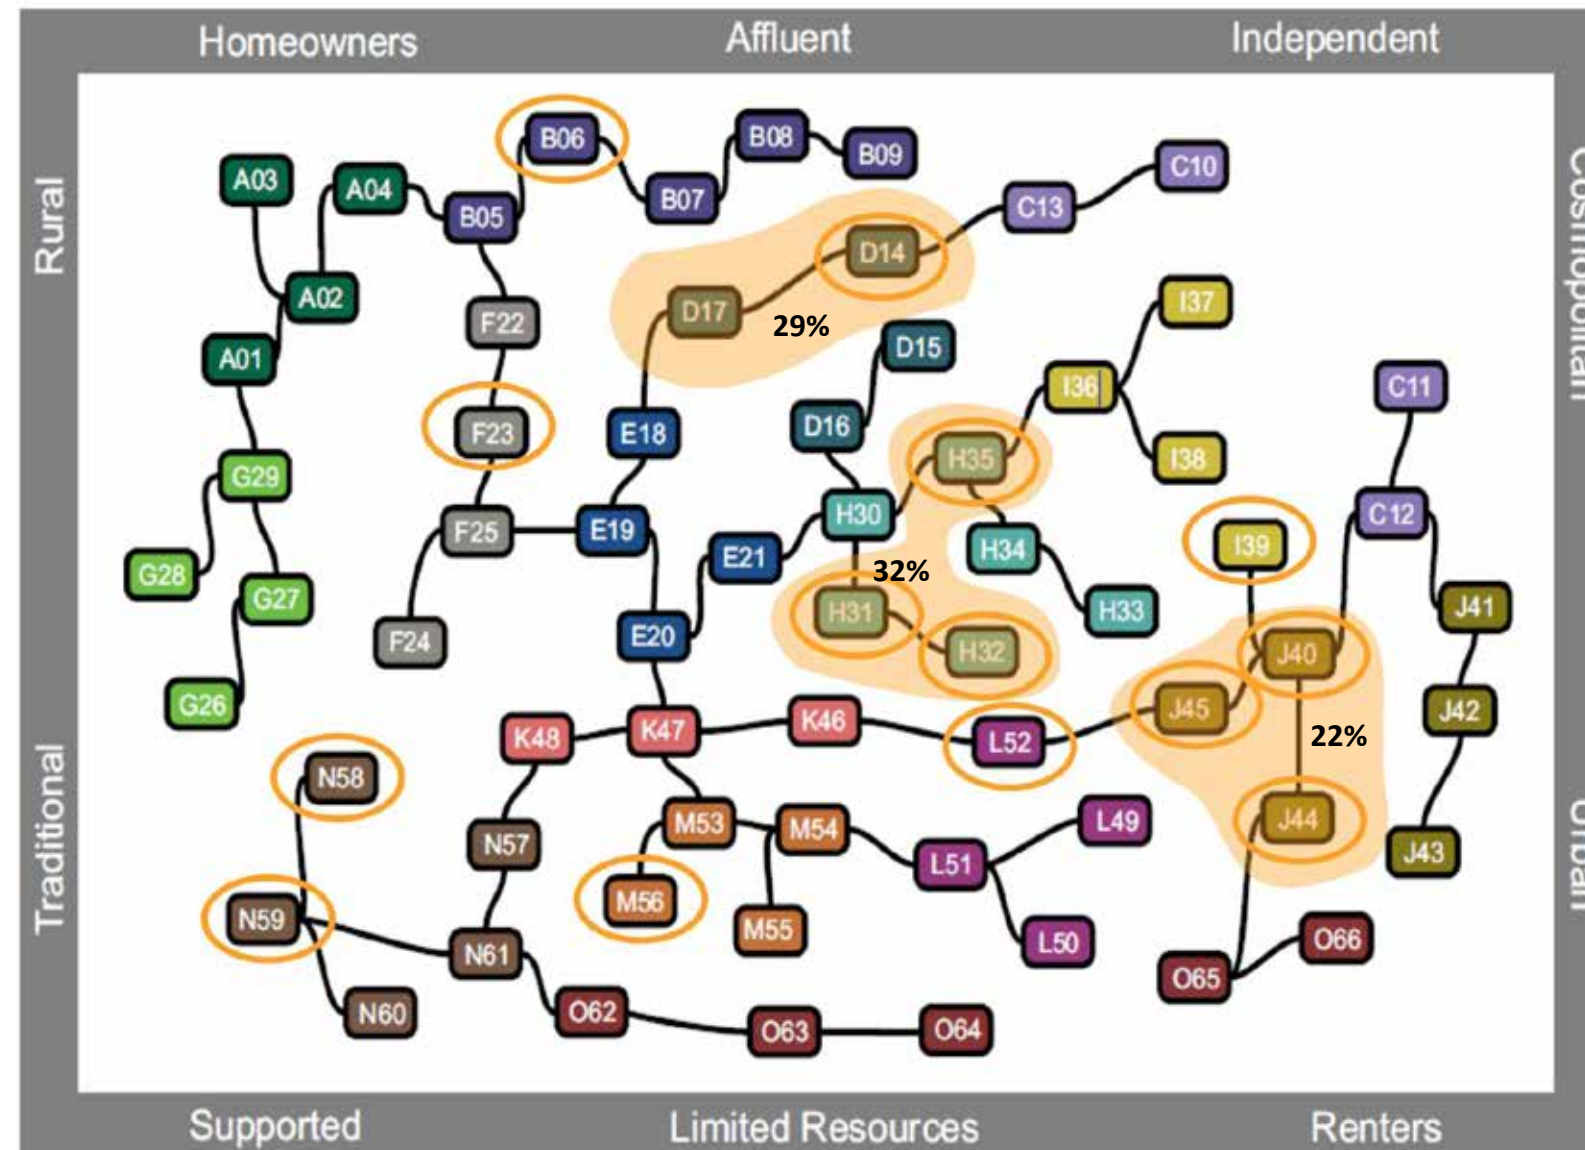 Homeowners Affluent Independent
Rural
Cosmopolitan
Traditional
Urban
B06
B08
B09
A03
A04
B05
B07
C10
C13
D14
A02
D17
I37
F22
29%
D15
A01
I36
C11
F23
E18
D16
H35
I38
G29
H30
C12
F25
E19
I39
E21
H34
G28
32%
G27
H31
H33
J41
F24
E20
H32
J40
G26
K48
K47
K46
L52
J45
J42
22%
N58
N57
M53
M54
L49
J44
L51
J43
N59
M56
M55
L50
O66
N61
O65
N60
O62
O63
O64
Supported Limited Resources Renters